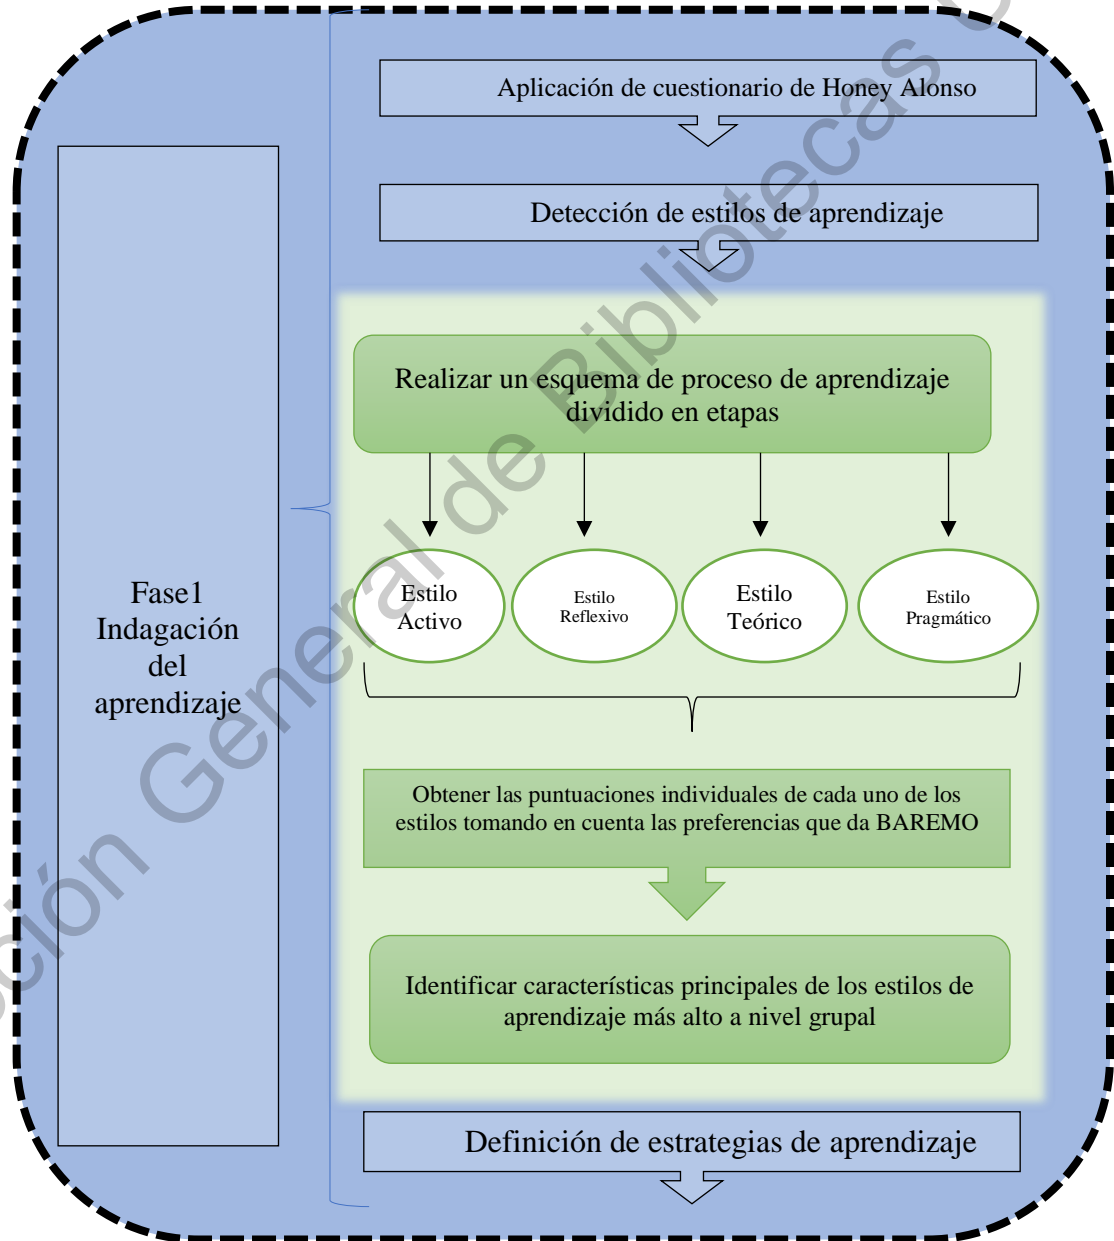 Aplicación de cuestionario de Honey Alonso
Detección de estilos de aprendizaje
Realizar un esquema de proceso de aprendizaje
dividido en etapas
Estilo
Activo
Estilo
Reflexivo
Estilo
Teórico
Estilo
Pragmático
Fase1
Indagación
del
aprendizaje
Obtener las puntuaciones individuales de cada uno de los
estilos tomando en cuenta las preferencias que da BAREMO
Identificar características principales de los estilos de
aprendizaje más alto a nivel grupal
Definición de estrategias de aprendizaje
General de Bibliotecas